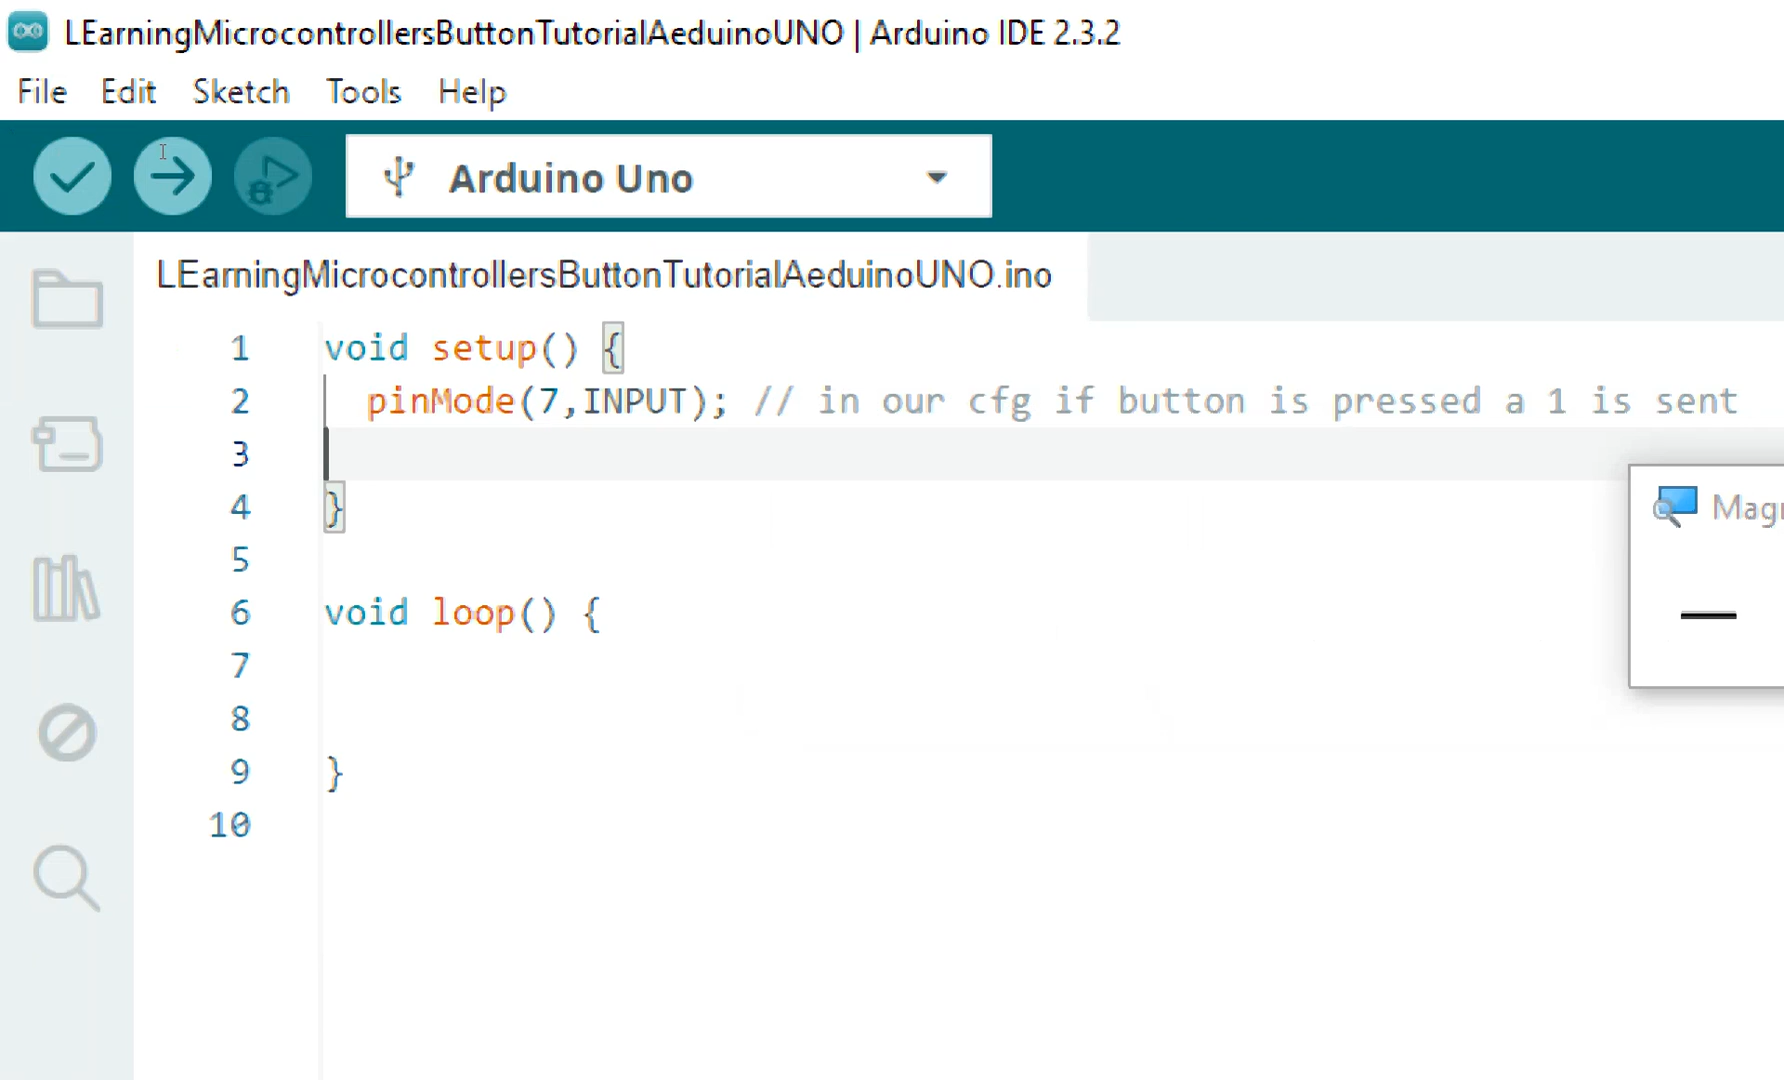 LEarningMicrocontrollersButtonTutorialAeduinoUNO | Arduino IDE 2.3.2
File Edit Sketch Tools Help
Arduino Uno
LEarningMicrocontrollersButtonTutorialAeduinoUNO.ino
1 void setup() {
2 pinMode(7,INPUT); // in our cfg if button is pressed a 1 is sent
3
4 }
5
6 void loop() {
7
8
9 }
10